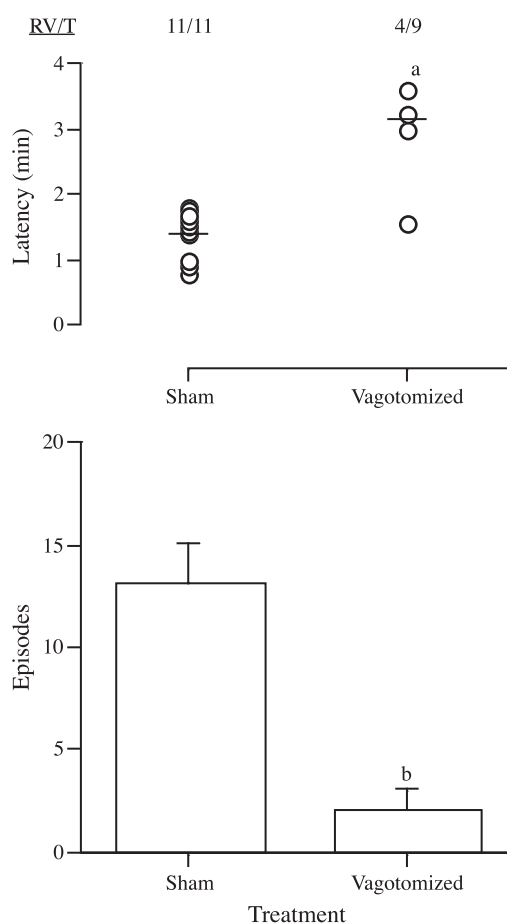 RV/T 11/11 4/9
4
a
3
2
1
0
Latency (min)
Sham Vagotomized
20
15
10
5
0
b
Episodes
Sham Vagotomized
Treatment